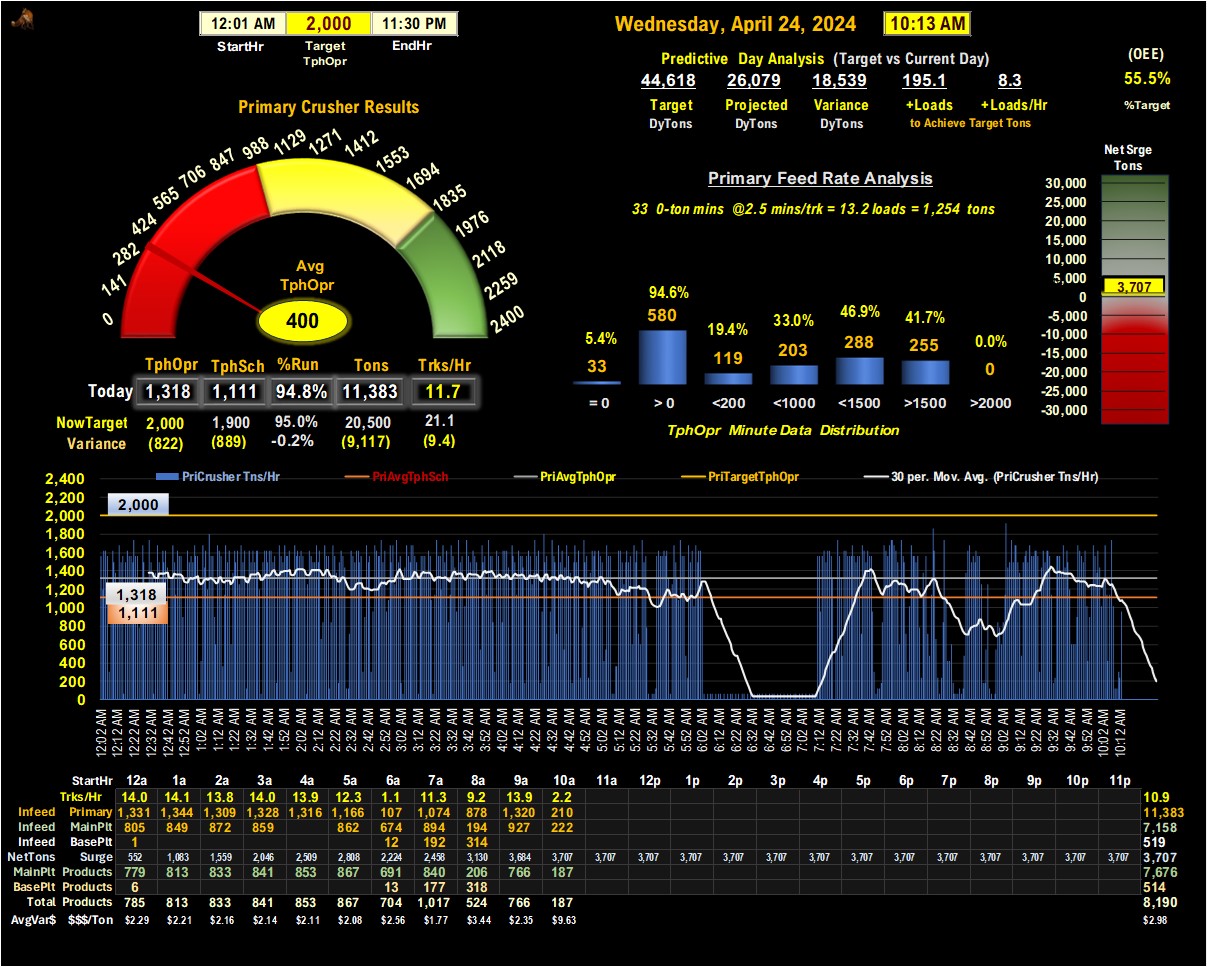 12:01 AM 2,000 11:30 PM
StartHr Target TphOpr EndHr
Wednesday, April 24, 2024 10:13 AM
Predictive Day Analysis (Target vs Current Day)
44,618 26,079 18,539 195.1 8.3
Target Projected Variance +Loads +Loads/Hr
DyTons DyTons DyTons to Achieve Target Tons
(OEE)
55.5%
%Target
Primary Crusher Results
0 141 282 424 565 706 847 988 1129 1271 1412 1553 1694 1835 1976 2118 2259 2400
Avg
TphOpr
400
TphOpr TphSch %Run Tons Trks/Hr
Today 1,318 1,111 94.8% 11,383 11.7
NowTarget 2,000 1,900 95.0% 20,500 21.1
Variance (822) (889) -0.2% (9,117) (9.4)
Primary Feed Rate Analysis
33 0-ton mins @2.5 mins/trk = 13.2 loads = 1,254 tons
5.4% 94.6% 19.4% 33.0% 46.9% 41.7% 0.0%
33 580 119 203 288 255 0
= 0 > 0 <200 <1000 <1500 >1500 >2000
TphOpr Minute Data Distribution
Net Srge
Tons
30,000
25,000
20,000
15,000
10,000
5,000
3,707
0
-5,000
-10,000
-15,000
-20,000
-25,000
-30,000
PriCrusher Tns/Hr PriAvgTphSch PriAvgTphOpr PriTargetTphOpr 30 per. Mov. Avg. (PriCrusher Tns/Hr)
2,400
2,200
2,000
1,800
1,600
1,400
1,200
1,000
800
600
400
200
0
2,000
1,318
1,111
12:02 AM 12:12 AM 12:22 AM 12:32 AM 12:42 AM 12:52 AM 1:02 AM 1:12 AM 1:22 AM 1:32 AM 1:42 AM 1:52 AM 2:02 AM 2:12 AM 2:22 AM 2:32 AM 2:42 AM 2:52 AM 3:02 AM 3:12 AM 3:22 AM 3:32 AM 3:42 AM 3:52 AM 4:02 AM 4:12 AM 4:22 AM 4:32 AM 4:42 AM 4:52 AM 5:02 AM 5:12 AM 5:22 AM 5:32 AM 5:42 AM 5:52 AM 6:02 AM 6:12 AM 6:22 AM 6:32 AM 6:42 AM 6:52 AM 7:02 AM 7:12 AM 7:22 AM 7:32 AM 7:42 AM 7:52 AM 8:02 AM 8:12 AM 8:22 AM 8:32 AM 8:42 AM 8:52 AM 9:02 AM 9:12 AM 9:22 AM 9:32 AM 9:42 AM 9:52 AM 10:02 AM 10:12 AM
StartHr 12a 1a 2a 3a 4a 5a 6a 7a 8a 9a 10a 11a 12p 1p 2p 3p 4p 5p 6p 7p 8p 9p 10p 11p
Trks/Hr 14.0 14.1 13.8 14.0 13.9 12.3 1.1 11.3 9.2 13.9 2.2 10.9
Infeed Primary 1,331 1,344 1,309 1,328 1,316 1,166 107 1,074 878 1,320 210 11,383
Infeed MainPlt 805 849 872 859 862 674 894 194 927 222 7,158
Infeed BasePlt 1 12 192 314 519
NetTons Surge 552 1,083 1,559 2,046 2,509 2,808 2,224 2,458 3,130 3,684 3,707 3,707 3,707 3,707 3,707 3,707 3,707 3,707 3,707 3,707 3,707 3,707 3,707 3,707 3,707
MainPlt Products 779 813 833 841 853 867 691 840 206 766 187 7,676
BasePlt Products 6 13 177 318 514
Total Products 785 813 833 841 853 867 704 1,017 524 766 187 8,190
AvgVar$ $$$/Ton $2.29 $2.21 $2.16 $2.14 $2.11 $2.08 $2.56 $1.77 $3.44 $2.35 $9.63 $2.98